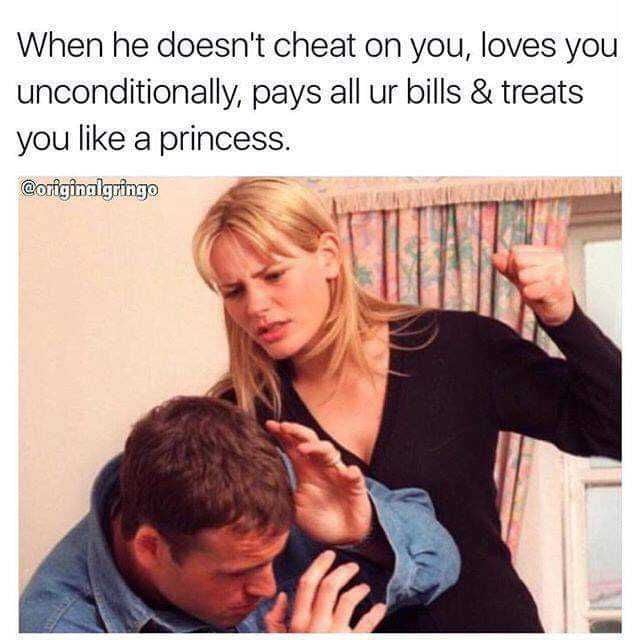 When he doesn't cheat on you, loves you
unconditionally, pays all ur bills & treats
you like a princess.
@originalgringo